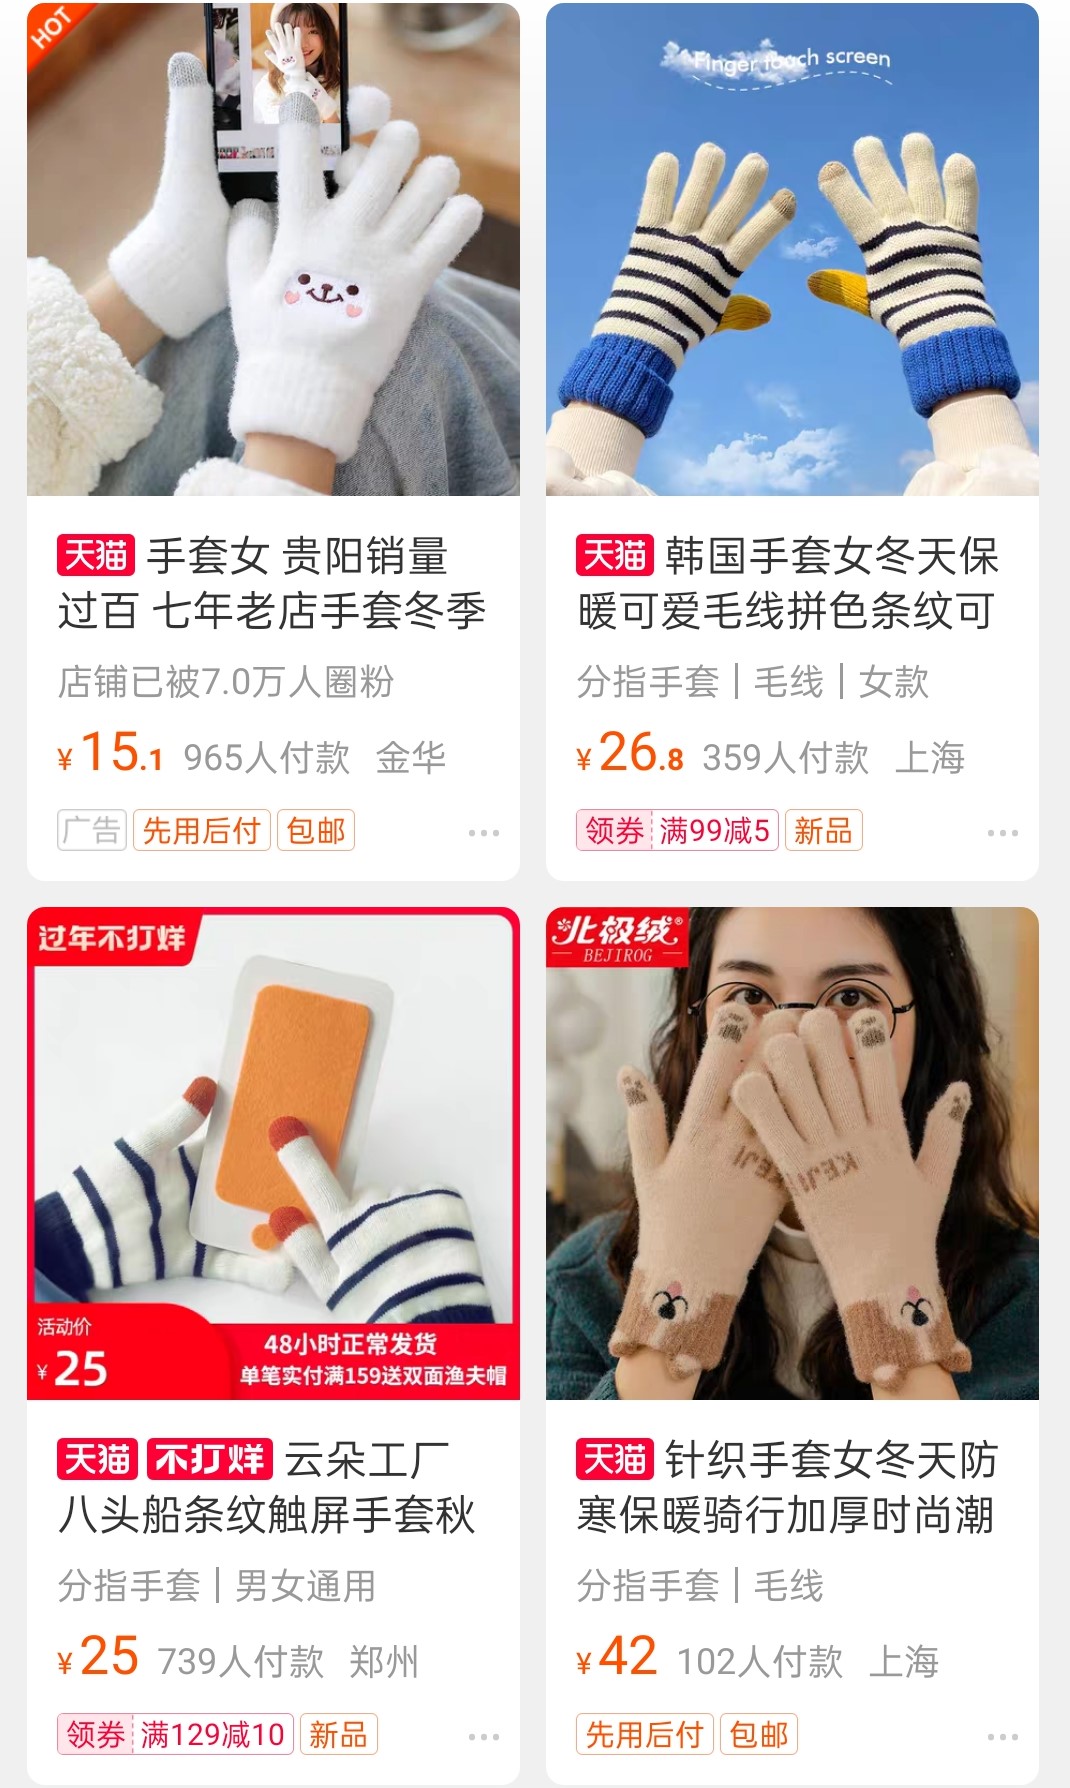 HOT
天猫 手套女 贵阳销量
过百 七年老店手套冬季
店铺已被7.0万人圈粉
¥15.1 965人付款 金华
广告 先用后付 包邮
Finger touch screen
天猫 韩国手套女冬天保
暖可爱毛线拼色条纹可
分指手套 | 毛线 | 女款
¥26.8 359人付款 上海
领券 满99减5 新品
过年不打烊
活动价
¥25
48小时正常发货
单笔实付满159送双面渔夫帽
天猫 不打烊 云朵工厂
八头船条纹触屏手套秋
分指手套 | 男女通用
¥25 739人付款 郑州
领券 满129减10 新品
北极绒®
BEJIROG
KEJI
天猫 针织手套女冬天防
寒保暖骑行加厚时尚潮
分指手套 | 毛线
¥42 102人付款 上海
先用后付 包邮